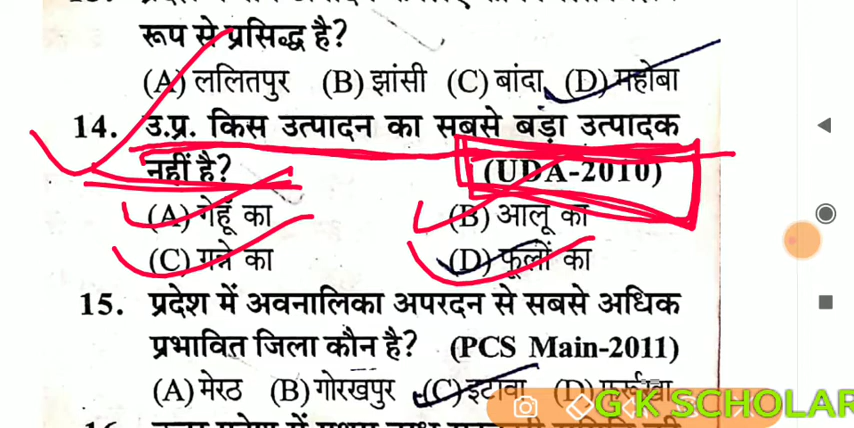 रूप से प्रसिद्ध है?
(A) ललितपुर (B) झांसी (C) बांदा (D) महोबा
14. उ.प्र. किस उत्पादन का सबसे बड़ा उत्पादक
नहीं है? (UDA-2010)
(A) गेहूँ का (B) आलू का
(C) गन्ने का (D) फूलों का
15. प्रदेश में अवनालिका अपरदन से सबसे अधिक
प्रभावित जिला कौन है? (PCS Main-2011)
(A) मेरठ (B) गोरखपुर (C) इटावा (D)
G K SCHOLAR